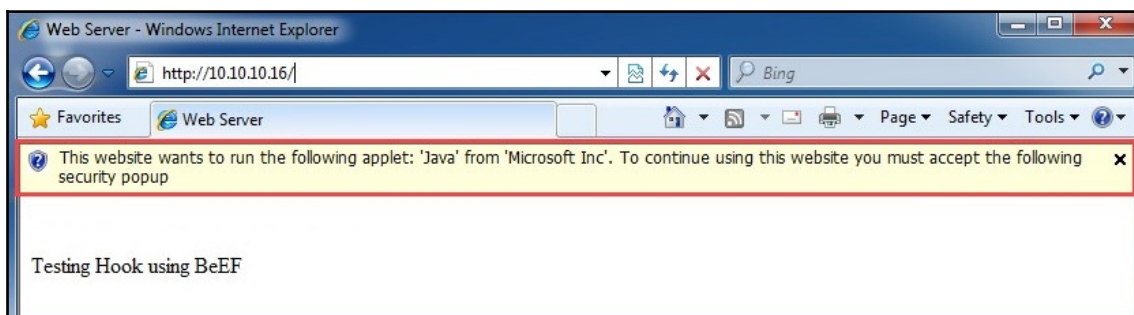 Web Server - Windows Internet Explorer
http://10.10.10.16/
Bing
Favorites
Web Server
Page
Safety
Tools
This website wants to run the following applet: 'Java' from 'Microsoft Inc'. To continue using this website you must accept the following
security popup
Testing Hook using BeEF